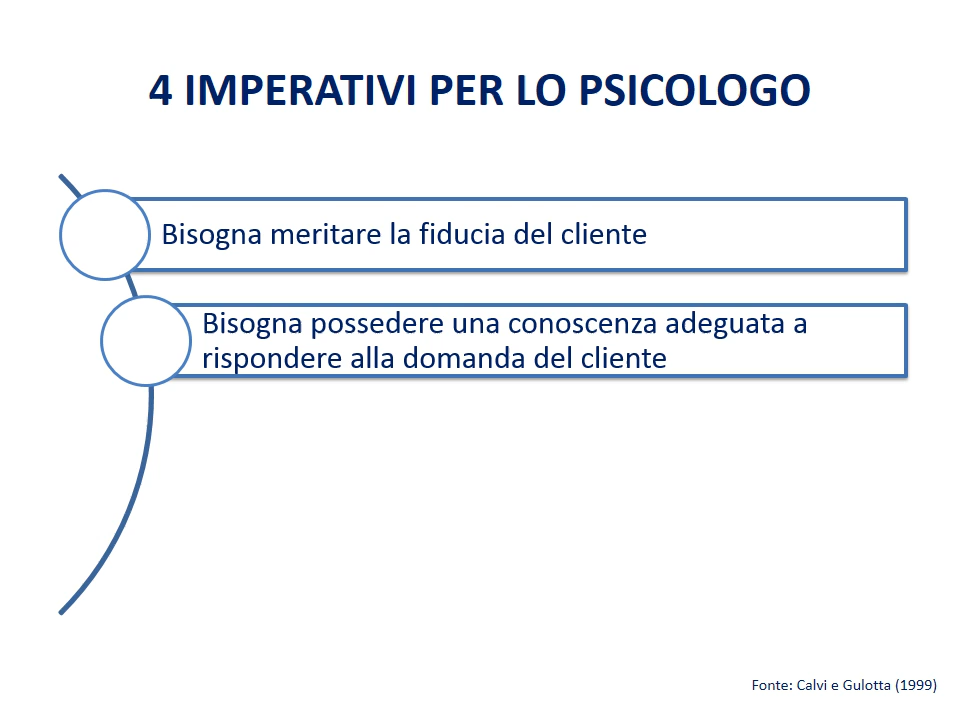 4 IMPERATIVI PER LO PSICOLOGO
Bisogna meritare la fiducia del cliente
Bisogna possedere una conoscenza adeguata a
rispondere alla domanda del cliente
Fonte: Calvi e Gulotta (1999)